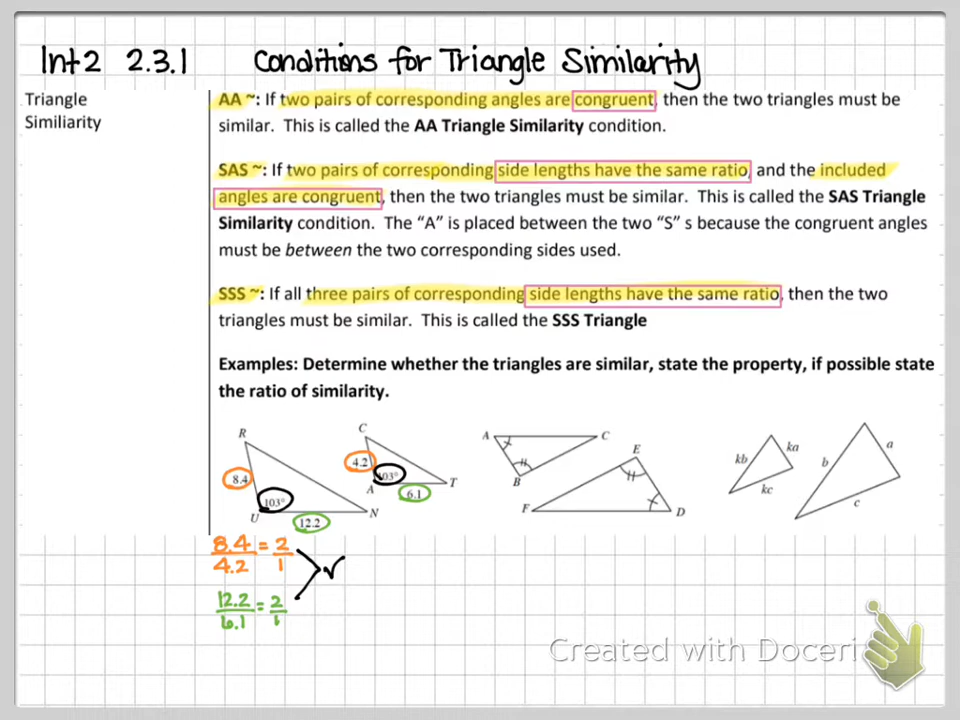 Int2 2.3.1 Conditions for Triangle Similarity
Triangle
Similiarity
AA ~: If two pairs of corresponding angles are congruent, then the two triangles must be
similar. This is called the AA Triangle Similarity condition.
SAS ~: If two pairs of corresponding side lengths have the same ratio, and the included
angles are congruent, then the two triangles must be similar. This is called the SAS Triangle
Similarity condition. The “A” is placed between the two “S” s because the congruent angles
must be between the two corresponding sides used.
SSS ~: If all three pairs of corresponding side lengths have the same ratio, then the two
triangles must be similar. This is called the SSS Triangle
Examples: Determine whether the triangles are similar, state the property, if possible state
the ratio of similarity.
R
8.4
103°
U
12.2
N
C
4.2
103°
A
6.1
T
A
C
B
E
F
D
kb
ka
kc
b
a
c
8.4/4.2 = 2/1
12.2/6.1 = 2/1
Created with Doceri